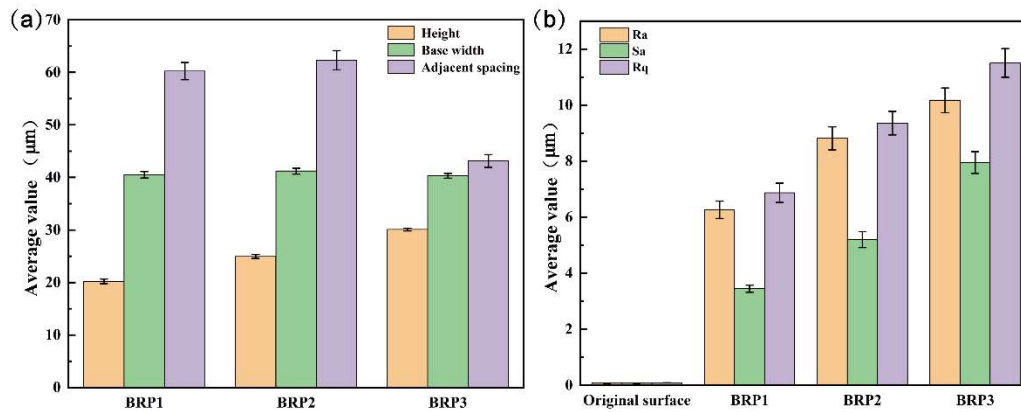 (a)
70
60
50
40
30
20
10
0
Average value（μm）
Height
Base width
Adjacent spacing
BRP1 BRP2 BRP3
(b)
12
10
8
6
4
2
0
Average value（μm）
Ra
Sa
Rq
Original surface BRP1 BRP2 BRP3